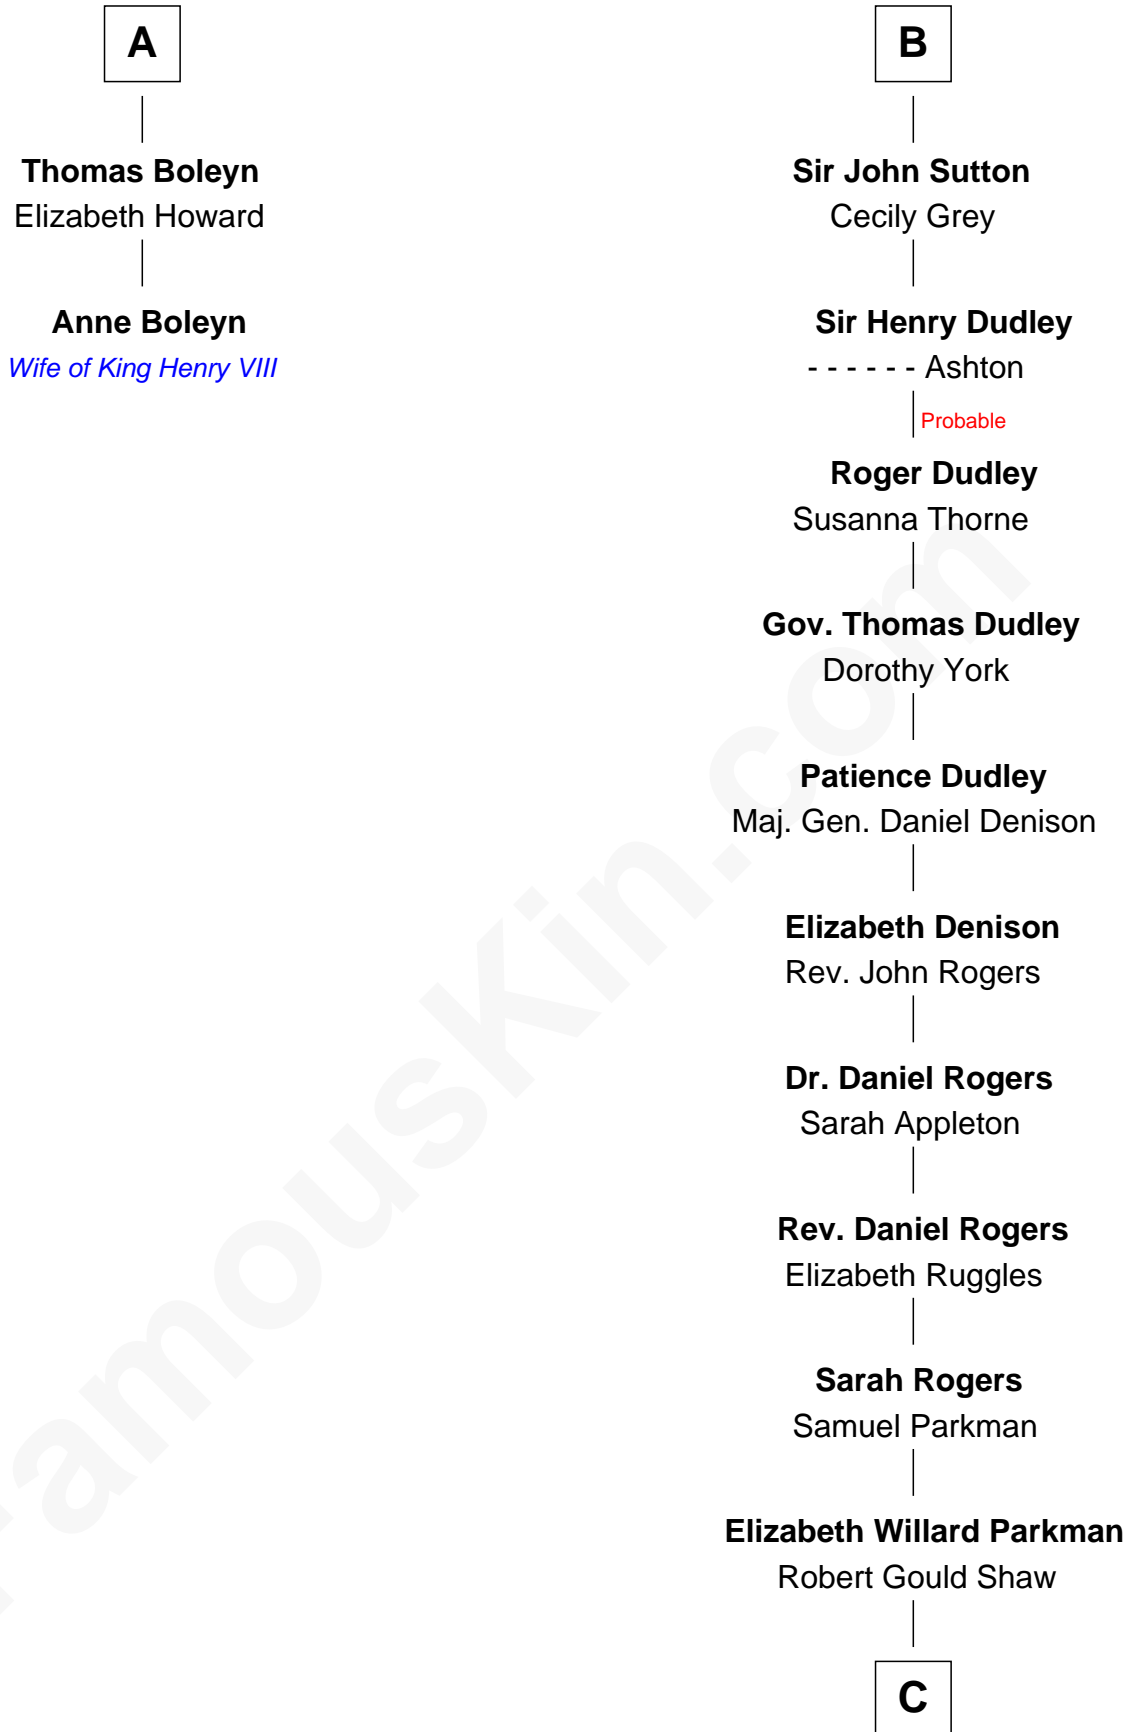 A
Thomas Boleyn
Elizabeth Howard
Anne Boleyn
Wife of King Henry VIII
B
Sir John Sutton
Cecily Grey
Sir Henry Dudley
- - - - - - Ashton
Probable
Roger Dudley
Susanna Thorne
Gov. Thomas Dudley
Dorothy York
Patience Dudley
Maj. Gen. Daniel Denison
Elizabeth Denison
Rev. John Rogers
Dr. Daniel Rogers
Sarah Appleton
Rev. Daniel Rogers
Elizabeth Ruggles
Sarah Rogers
Samuel Parkman
Elizabeth Willard Parkman
Robert Gould Shaw
C
FamousKin.com